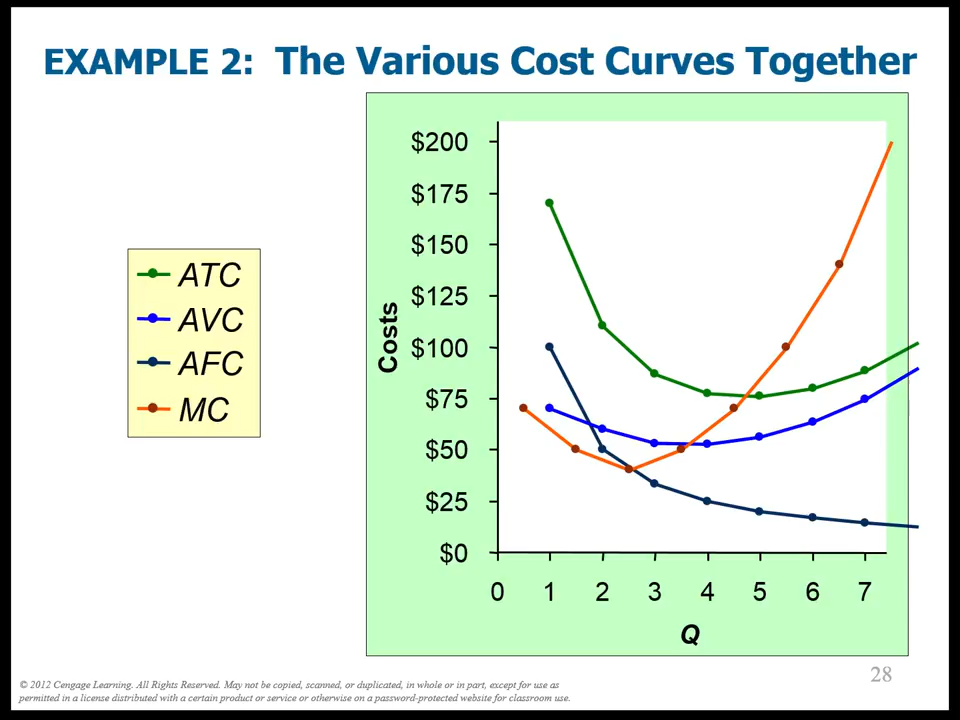 EXAMPLE 2: The Various Cost Curves Together
ATC
AVC
AFC
MC
Costs
$200
$175
$150
$125
$100
$75
$50
$25
$0
0 1 2 3 4 5 6 7
Q
28
© 2012 Cengage Learning. All Rights Reserved. May not be copied, scanned, or duplicated, in whole or in part, except for use as
permitted in a license distributed with a certain product or service or otherwise on a password-protected website for classroom use.